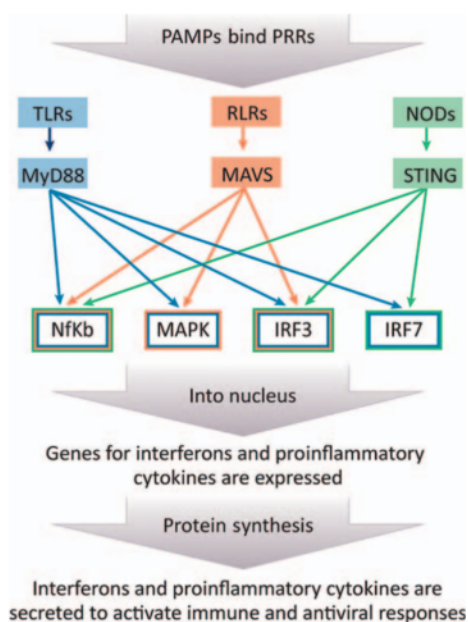 PAMPs bind PRRs
TLRs
RLRs
NODs
MyD88
MAVS
STING
NfKb
MAPK
IRF3
IRF7
Into nucleus
Genes for interferons and proinflammatory
cytokines are expressed
Protein synthesis
Interferons and proinflammatory cytokines are
secreted to activate immune and antiviral responses